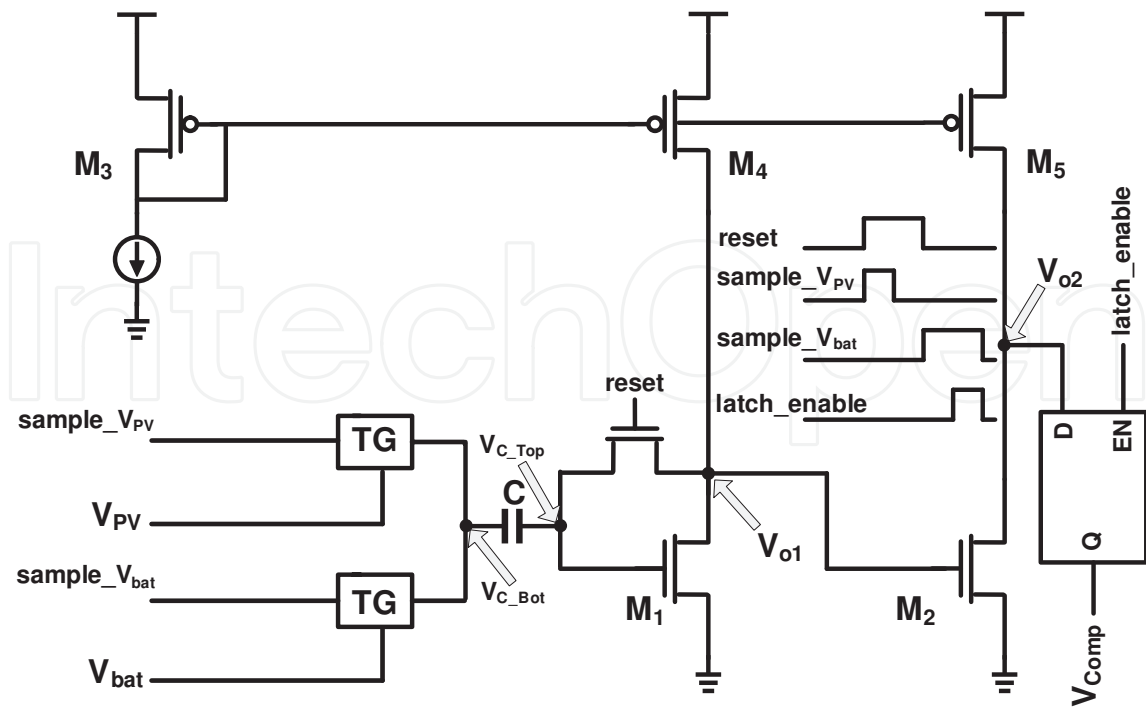 M3
M4
M5
reset
sample_VPV
sample_Vbat
latch_enable
Vo2
latch_enable
IntechOpen
reset
sample_VPV
TG
VC_Top
C
VPV
Vo1
D
EN
Q
sample_Vbat
TG
VC_Bot
M1
M2
Vbat
VComp